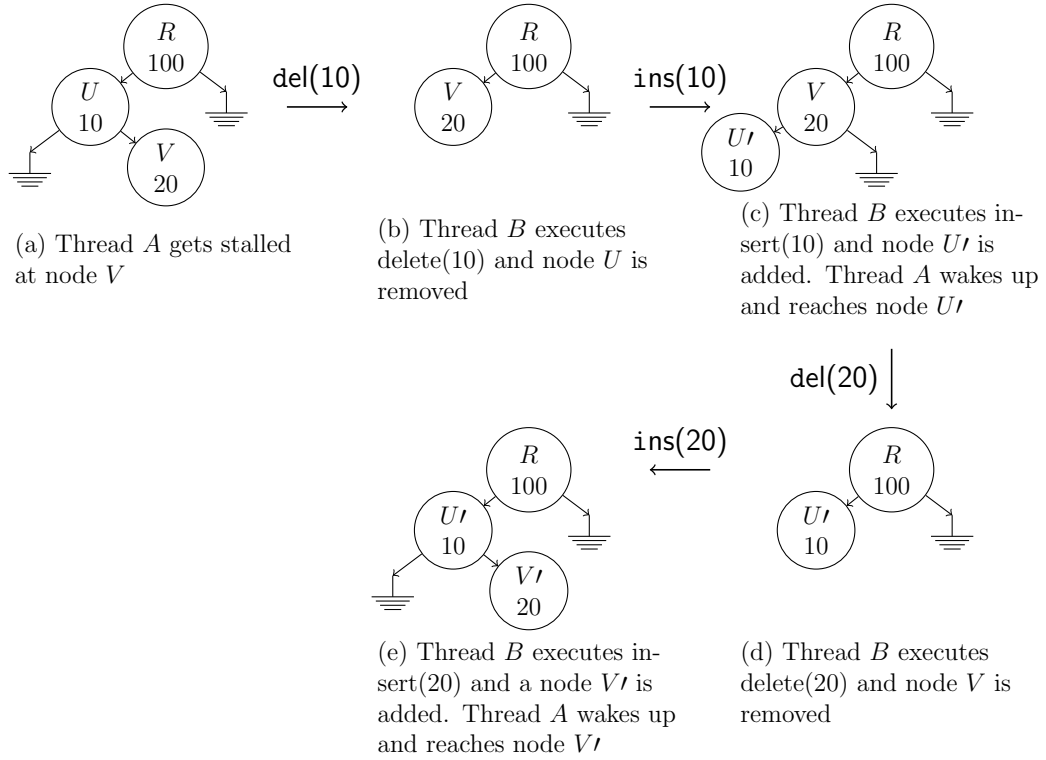 R
100
U
10
V
20
del(10)
(a) Thread A gets stalled
at node V
R
100
V
20
ins(10)
(b) Thread B executes
delete(10) and node U is
removed
R
100
V
20
U′
10
(c) Thread B executes in-
sert(10) and node U′ is
added. Thread A wakes up
and reaches node U′
del(20)
R
100
U′
10
(d) Thread B executes
delete(20) and node V is
removed
ins(20)
R
100
U′
10
V′
20
(e) Thread B executes in-
sert(20) and a node V′ is
added. Thread A wakes up
and reaches node V′